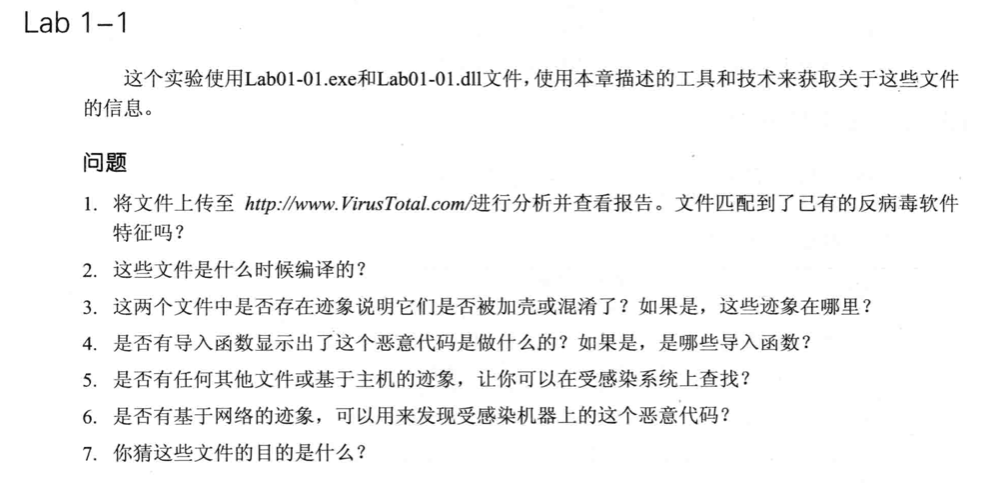 Lab 1–1
这个实验使用Lab01-01.exe和Lab01-01.dll文件，使用本章描述的工具和技术来获取关于这些文件
的信息。
问题
1. 将文件上传至 http://www.VirusTotal.com/进行分析并查看报告。文件匹配到了已有的反病毒软件
特征吗？
2. 这些文件是什么时候编译的？
3. 这两个文件中是否存在迹象说明它们是否被加壳或混淆了？如果是，这些迹象在哪里？
4. 是否有导入函数显示出了这个恶意代码是做什么的？如果是，是哪些导入函数？
5. 是否有任何其他文件或基于主机的迹象，让你可以在受感染系统上查找？
6. 是否有基于网络的迹象，可以用来发现受感染机器上的这个恶意代码？
7. 你猜这些文件的目的是什么？